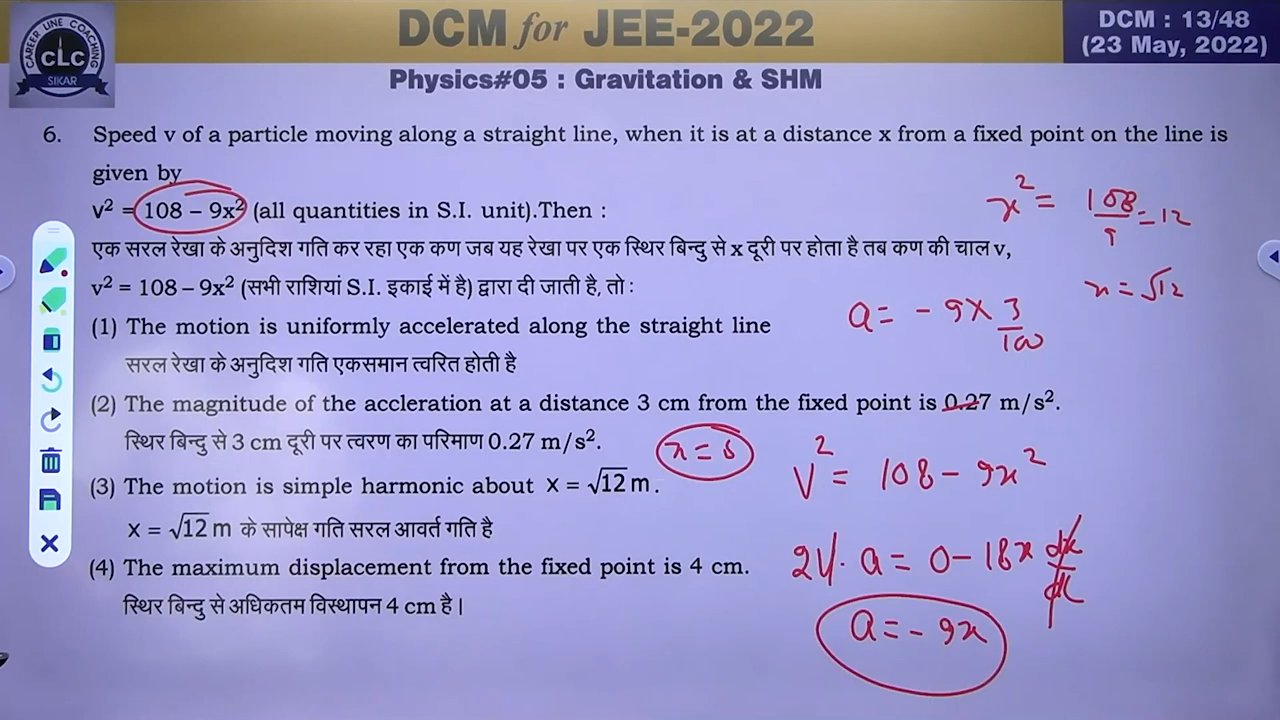 DCM for JEE-2022
DCM : 13/48
(23 May, 2022)
CAREER LINE COACHING
CLC
SIKAR
Physics#05 : Gravitation & SHM
6. Speed v of a particle moving along a straight line, when it is at a distance x from a fixed point on the line is
given by
v² = 108 – 9x² (all quantities in S.I. unit).Then :
एक सरल रेखा के अनुदिश गति कर रहा एक कण जब यह रेखा पर एक स्थिर बिन्दु से x दूरी पर होता है तब कण की चाल v,
v² = 108 – 9x² (सभी राशियां S.I. इकाई में है) द्वारा दी जाती है, तो :
(1) The motion is uniformly accelerated along the straight line
सरल रेखा के अनुदिश गति एकसमान त्वरित होती है
(2) The magnitude of the accleration at a distance 3 cm from the fixed point is 0.27 m/s².
स्थिर बिन्दु से 3 cm दूरी पर त्वरण का परिमाण 0.27 m/s².
(3) The motion is simple harmonic about x = √12 m.
x = √12 m के सापेक्ष गति सरल आवर्त गति है
(4) The maximum displacement from the fixed point is 4 cm.
स्थिर बिन्दु से अधिकतम विस्थापन 4 cm है।
x² = 108/9 = 12
x = √12
a = - 9 × 3/100
x = 0
V² = 108 - 9x²
2V. a = 0 - 18x dx/dt
a = - 9x